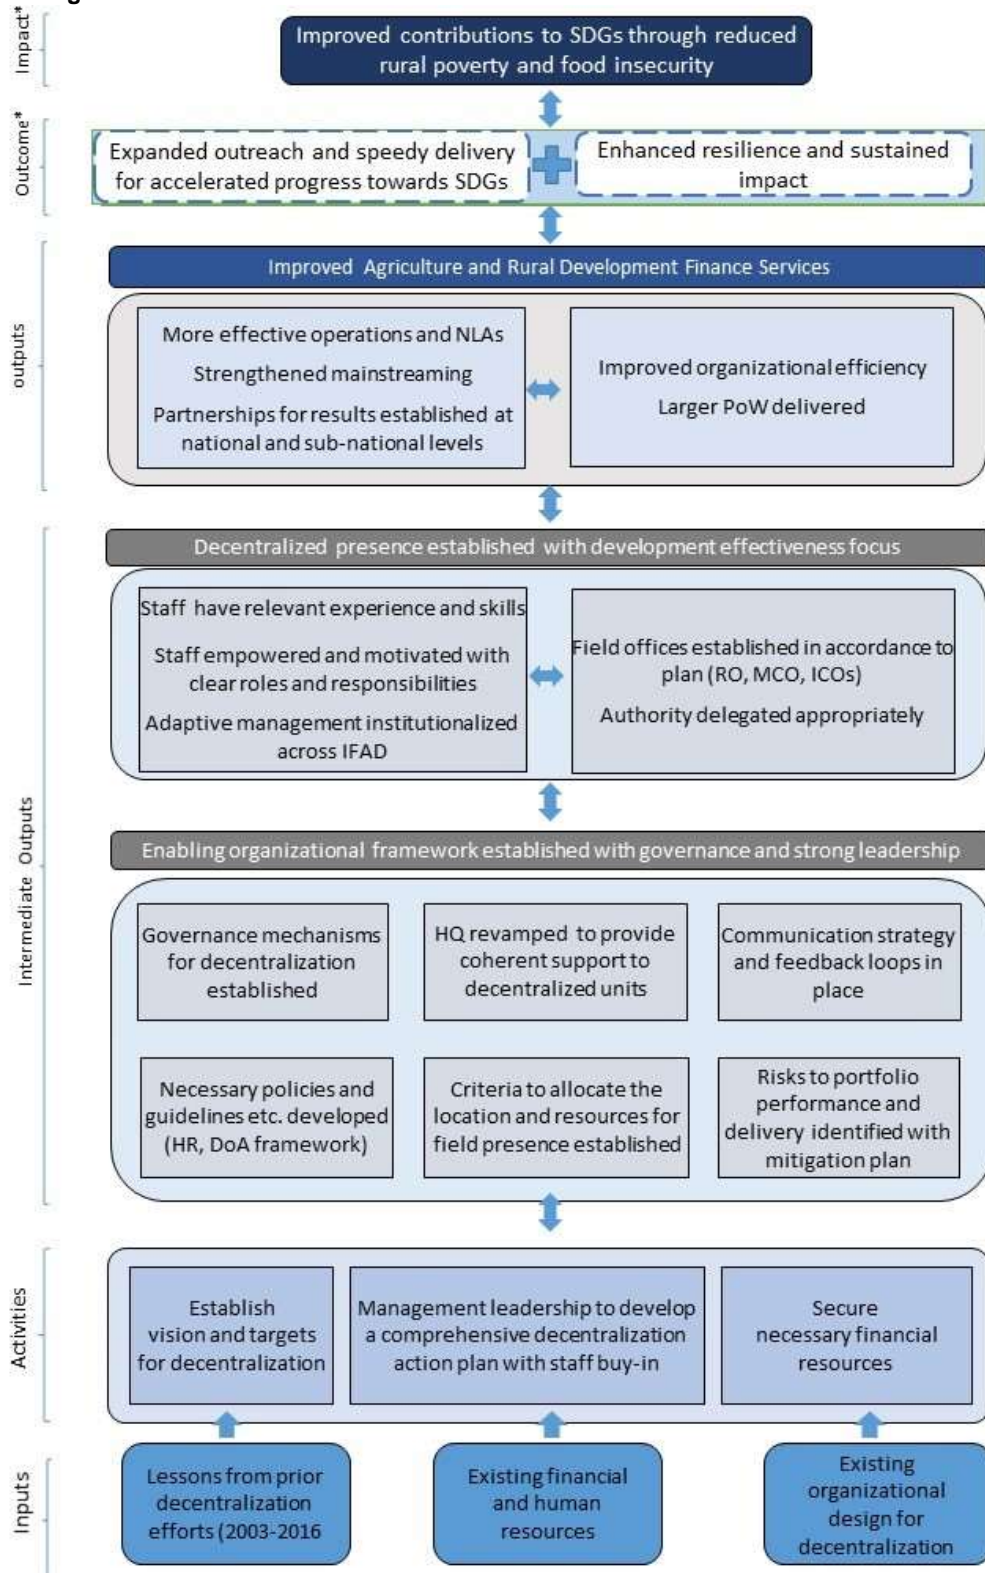 Impact*
Improved contributions to SDGs through reduced
rural poverty and food insecurity
Outcome*
Expanded outreach and speedy delivery
for accelerated progress towards SDGs
Enhanced resilience and sustained
impact
outputs
Improved Agriculture and Rural Development Finance Services
More effective operations and NLAs
Strengthened mainstreaming
Partnerships for results established at
national and sub-national levels
Improved organizational efficiency
Larger PoW delivered
Intermediate Outputs
Decentralized presence established with development effectiveness focus
Staff have relevant experience and skills
Staff empowered and motivated with
clear roles and responsibilities
Adaptive management institutionalized
across IFAD
Field offices established in accordance to
plan (RO, MCO, ICOs)
Authority delegated appropriately
Enabling organizational framework established with governance and strong leadership
Governance mechanisms
for decentralization
established
HQ revamped to provide
coherent support to
decentralized units
Communication strategy
and feedback loops in
place
Necessary policies and
guidelines etc. developed
(HR, DoA framework)
Criteria to allocate the
location and resources for
field presence established
Risks to portfolio
performance and
delivery identified with
mitigation plan
Activities
Establish
vision and targets
for decentralization
Management leadership to develop
a comprehensive decentralization
action plan with staff buy-in
Secure
necessary financial
resources
Inputs
Lessons from prior
decentralization
efforts (2003-2016
Existing financial
and human
resources
Existing
organizational
design for
decentralization